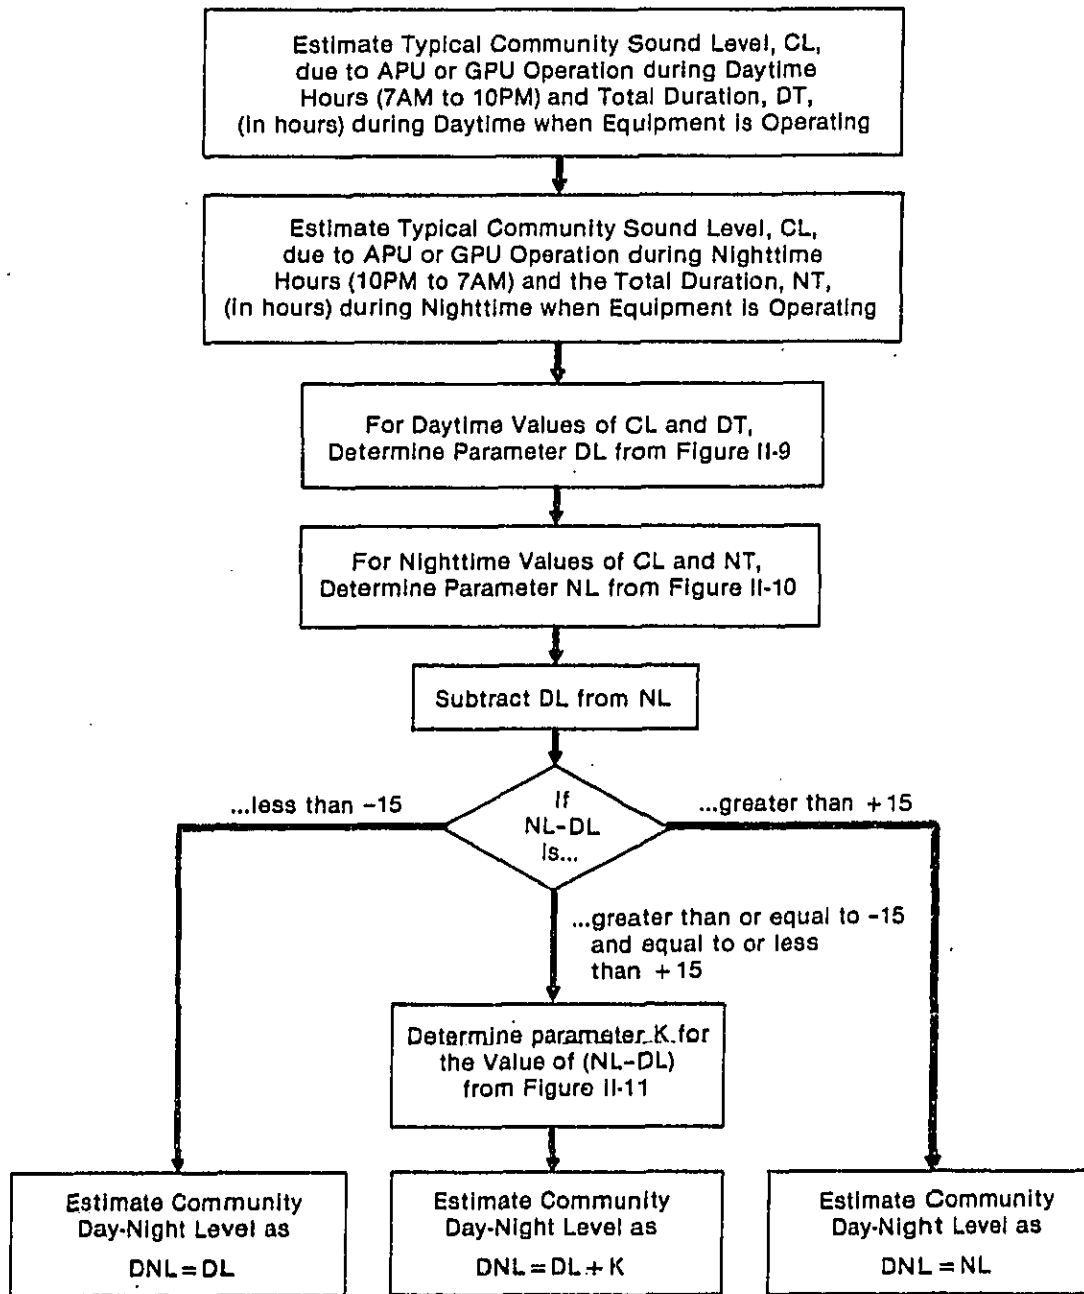 Estimate Typical Community Sound Level, CL,
due to APU or GPU Operation during Daytime
Hours (7AM to 10PM) and Total Duration, DT,
(in hours) during Daytime when Equipment is Operating
Estimate Typical Community Sound Level, CL,
due to APU or GPU Operation during Nighttime
Hours (10PM to 7AM) and the Total Duration, NT,
(in hours) during Nighttime when Equipment is Operating
For Daytime Values of CL and DT,
Determine Parameter DL from Figure II-9
For Nighttime Values of CL and NT,
Determine Parameter NL from Figure II-10
Subtract DL from NL
If
NL-DL
is...
...less than -15
...greater than +15
...greater than or equal to -15
and equal to or less
than +15
Determine parameter K for
the Value of (NL-DL)
from Figure II-11
Estimate Community
Day-Night Level as
DNL = DL
Estimate Community
Day-Night Level as
DNL = DL + K
Estimate Community
Day-Night Level as
DNL = NL